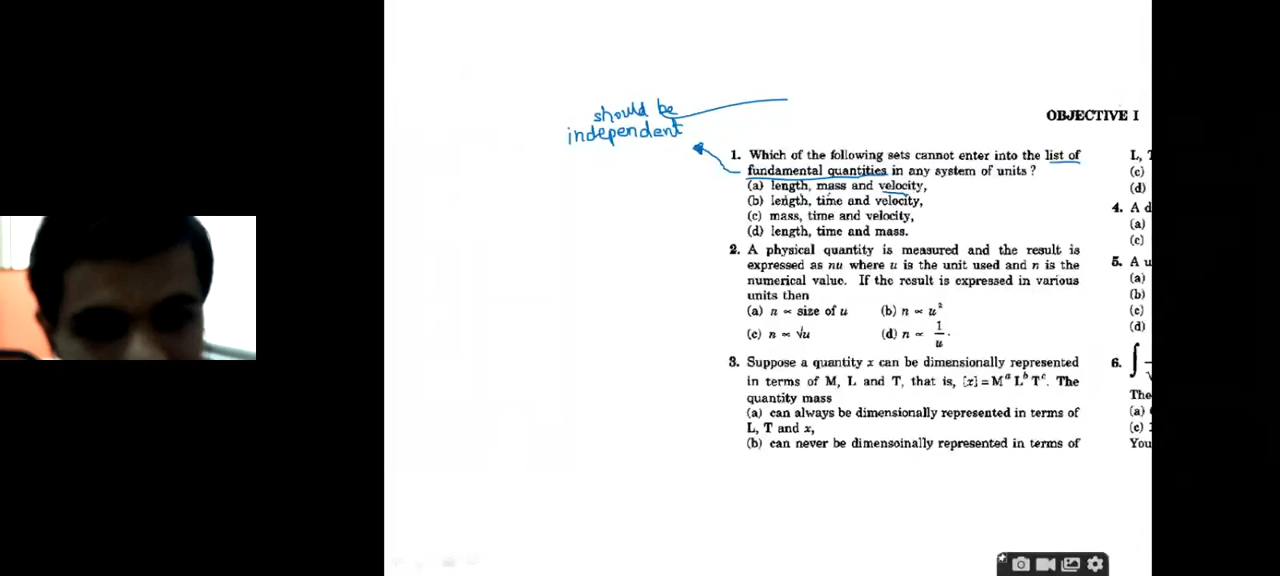 should be
independent
OBJECTIVE I
1. Which of the following sets cannot enter into the list of
fundamental quantities in any system of units ?
(a) length, mass and velocity,
(b) length, time and velocity,
(c) mass, time and velocity,
(d) length, time and mass.
2. A physical quantity is measured and the result is
expressed as nu where u is the unit used and n is the
numerical value. If the result is expressed in various
units then
(a) n ∝ size of u (b) n ∝ u²
(c) n ∝ √u (d) n ∝ 1/u .
3. Suppose a quantity x can be dimensionally represented
in terms of M, L and T, that is, [x] = Mᵃ Lᵇ Tᶜ. The
quantity mass
(a) can always be dimensionally represented in terms of
L, T and x,
(b) can never be dimensoinally represented in terms of
L,
(c)
(d)
4. A d
(a)
(c)
5. A u
(a)
(b)
(c)
(d)
6. ∫
The
(a)
(c)
You